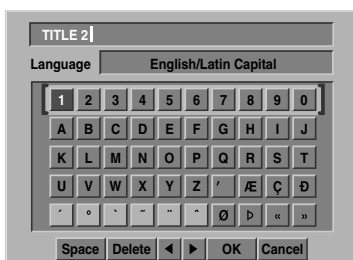 TITLE 2
Language English/Latin Capital
1 2 3 4 5 6 7 8 9 0
A B C D E F G H I J
K L M N O P Q R S T
U V W X Y Z ′ Æ Ç Ð
´ ° ` ˜ ¨ ˆ Ø Þ « »
Space Delete ◀ ▶ OK Cancel